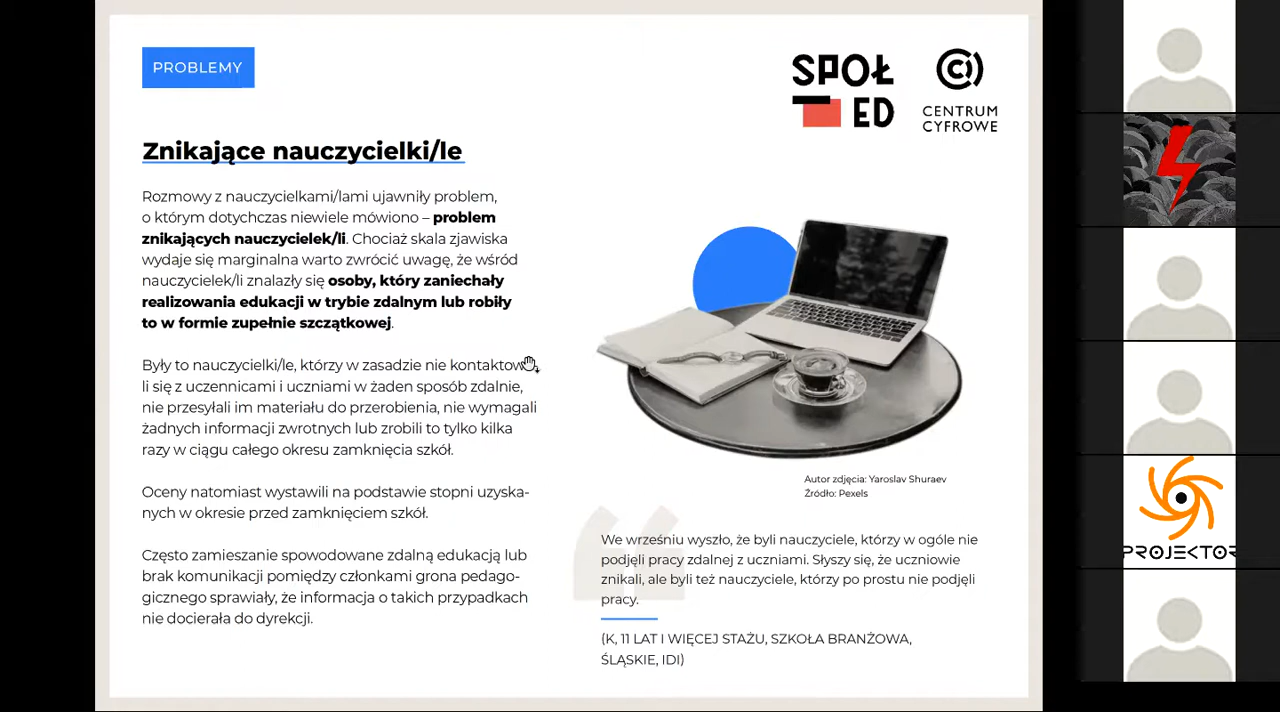 PROBLEMY
SPOŁ
ED
CENTRUM
CYFROWE
Znikające nauczycielki/le
Rozmowy z nauczycielkami/lami ujawniły problem,
o którym dotychczas niewiele mówiono – problem
znikających nauczycielek/li. Chociaż skala zjawiska
wydaje się marginalna warto zwrócić uwagę, że wśród
nauczycielek/li znalazły się osoby, który zaniechały
realizowania edukacji w trybie zdalnym lub robiły
to w formie zupełnie szczątkowej.
Były to nauczycielki/le, którzy w zasadzie nie kontaktow
li się z uczennicami i uczniami w żaden sposób zdalnie,
nie przesyłali im materiału do przerobienia, nie wymagali
żadnych informacji zwrotnych lub zrobili to tylko kilka
razy w ciągu całego okresu zamknięcia szkół.
Oceny natomiast wystawili na podstawie stopni uzyska-
nych w okresie przed zamknięciem szkół.
Często zamieszanie spowodowane zdalną edukacją lub
brak komunikacji pomiędzy członkami grona pedago-
gicznego sprawiały, że informacja o takich przypadkach
nie docierała do dyrekcji.
Autor zdjęcia: Yaroslav Shuraev
Źródło: Pexels
We wrześniu wyszło, że byli nauczyciele, którzy w ogóle nie
podjęli pracy zdalnej z uczniami. Słyszy się, że uczniowie
znikali, ale byli też nauczyciele, którzy po prostu nie podjęli
pracy.
(K, 11 LAT I WIĘCEJ STAŻU, SZKOŁA BRANŻOWA,
ŚLĄSKIE, IDI)
PROJEKTOR